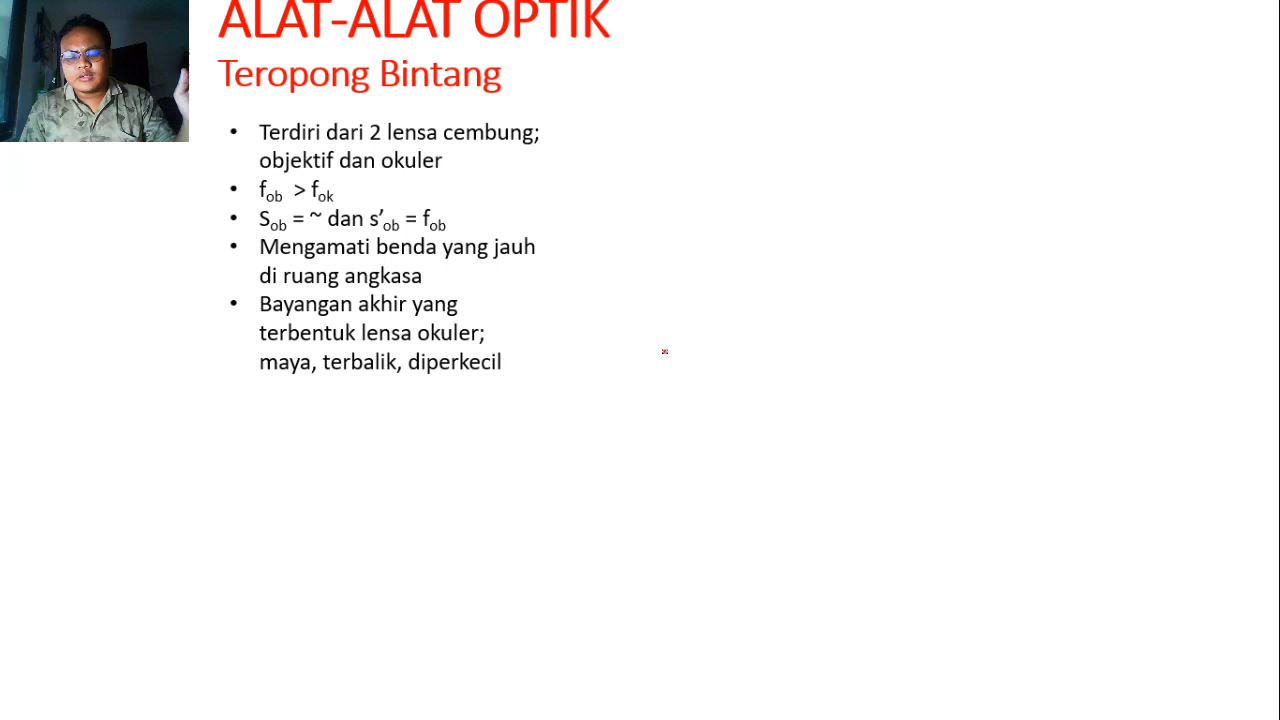 ALAT-ALAT OPTIK
Teropong Bintang
• Terdiri dari 2 lensa cembung;
objektif dan okuler
• fob > fok
• Sob = ~ dan s’ob = fob
• Mengamati benda yang jauh
di ruang angkasa
• Bayangan akhir yang
terbentuk lensa okuler;
maya, terbalik, diperkecil